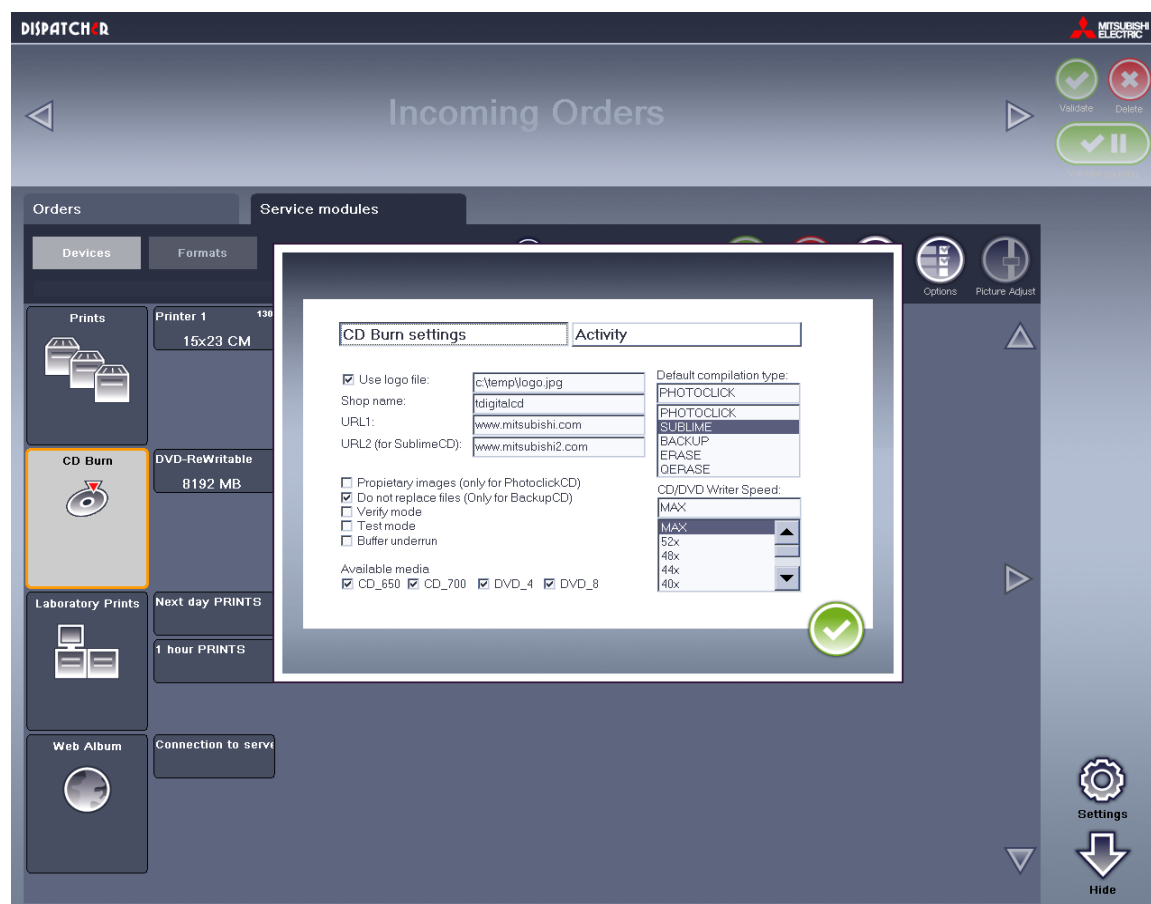 DISPATCHER
MITSUBISHI
ELECTRIC
Incoming Orders
Validate
Delete
Orders
Service modules
Devices
Formats
Options
Picture Adjust
Prints
Printer 1
130
15x23 CM
CD Burn
DVD-ReWritable
8192 MB
Laboratory Prints
Next day PRINTS
1 hour PRINTS
Web Album
Connection to serve
CD Burn settings
Activity
Use logo file:
c:\temp\logo.jpg
Shop name:
tdigitalcd
URL1:
www.mitsubishi.com
URL2 (for SublimeCD):
www.mitsubishi2.com
Propietary images (only for PhotoclickCD)
Do not replace files (Only for BackupCD)
Verify mode
Test mode
Buffer underrun
Available media
CD_650
CD_700
DVD_4
DVD_8
Default compilation type:
PHOTOCLICK
PHOTOCLICK
SUBLIME
BACKUP
ERASE
QERASE
CD/DVD Writer Speed:
MAX
MAX
52x
48x
44x
40x
Settings
Hide